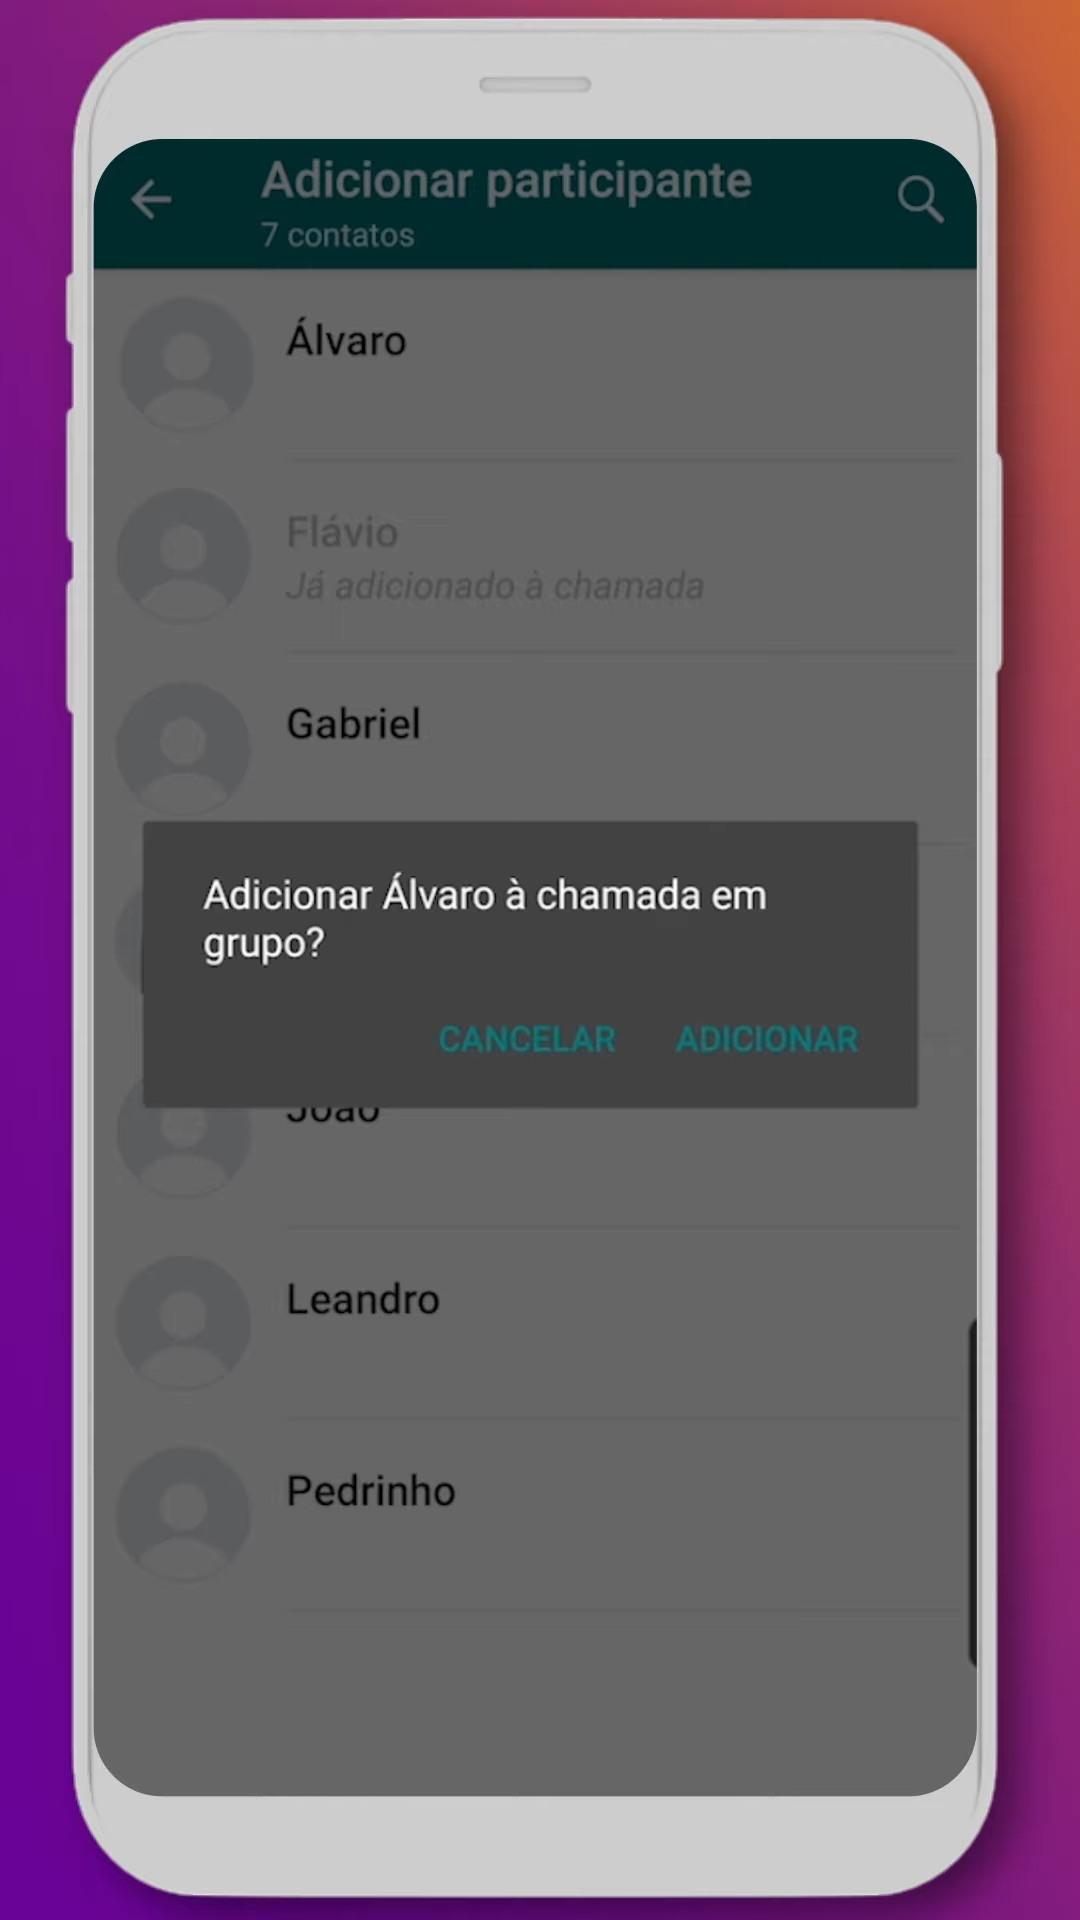 Adicionar participante
7 contatos
Álvaro
Flávio
Já adicionado à chamada
Gabriel
Adicionar Álvaro à chamada em
grupo?
CANCELAR ADICIONAR
João
Leandro
Pedrinho